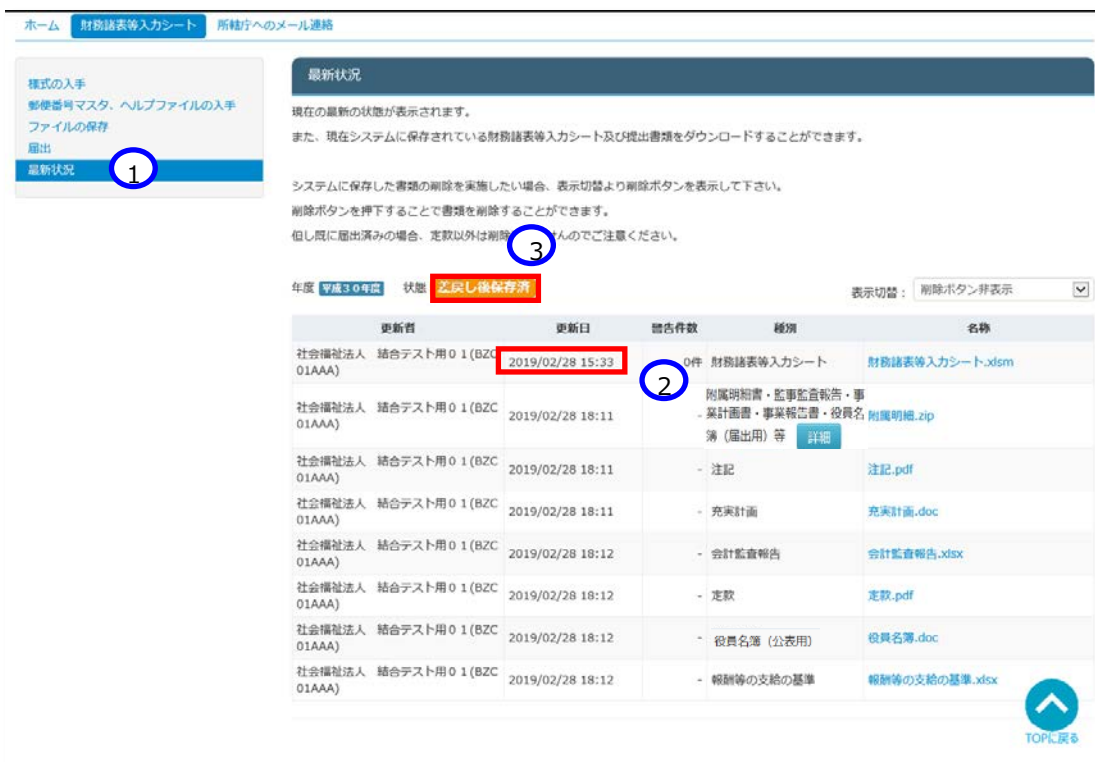 ホーム 財務諸表等入力シート 所轄庁へのメール連絡
様式の入手
郵便番号マスタ、ヘルプファイルの入手
ファイルの保存
届出
最新状況
1
最新状況
現在の最新の状態が表示されます。
また、現在システムに保存されている財務諸表等入力シート及び提出書類をダウンロードすることができます。
システムに保存した書類の削除を実施したい場合、表示切替より削除ボタンを表示して下さい。
削除ボタンを押下することで書類を削除することができます。
但し既に届出済みの場合、定款以外は削除 せんのでご注意ください。
3
年度 平成30年度 状態 差戻し後保存済
表示切替: 削除ボタン非表示
更新者 更新日 警告件数 種別 名称
社会福祉法人 結合テスト用01(BZC
01AAA)
2019/02/28 15:33 0件 財務諸表等入力シート 財務諸表等入力シート.xlsm
2
社会福祉法人 結合テスト用01(BZC
01AAA)
2019/02/28 18:11 -
附属明細書・監事監査報告・事
業計画書・事業報告書・役員名
簿(届出用)等 詳細
附属明細.zip
社会福祉法人 結合テスト用01(BZC
01AAA)
2019/02/28 18:11 - 注記 注記.pdf
社会福祉法人 結合テスト用01(BZC
01AAA)
2019/02/28 18:11 - 充実計画 充実計画.doc
社会福祉法人 結合テスト用01(BZC
01AAA)
2019/02/28 18:12 - 会計監査報告 会計監査報告.xlsx
社会福祉法人 結合テスト用01(BZC
01AAA)
2019/02/28 18:12 - 定款 定款.pdf
社会福祉法人 結合テスト用01(BZC
01AAA)
2019/02/28 18:12 - 役員名簿(公表用) 役員名簿.doc
社会福祉法人 結合テスト用01(BZC
01AAA)
2019/02/28 18:12 - 報酬等の支給の基準 報酬等の支給の基準.xlsx
TOPに戻る